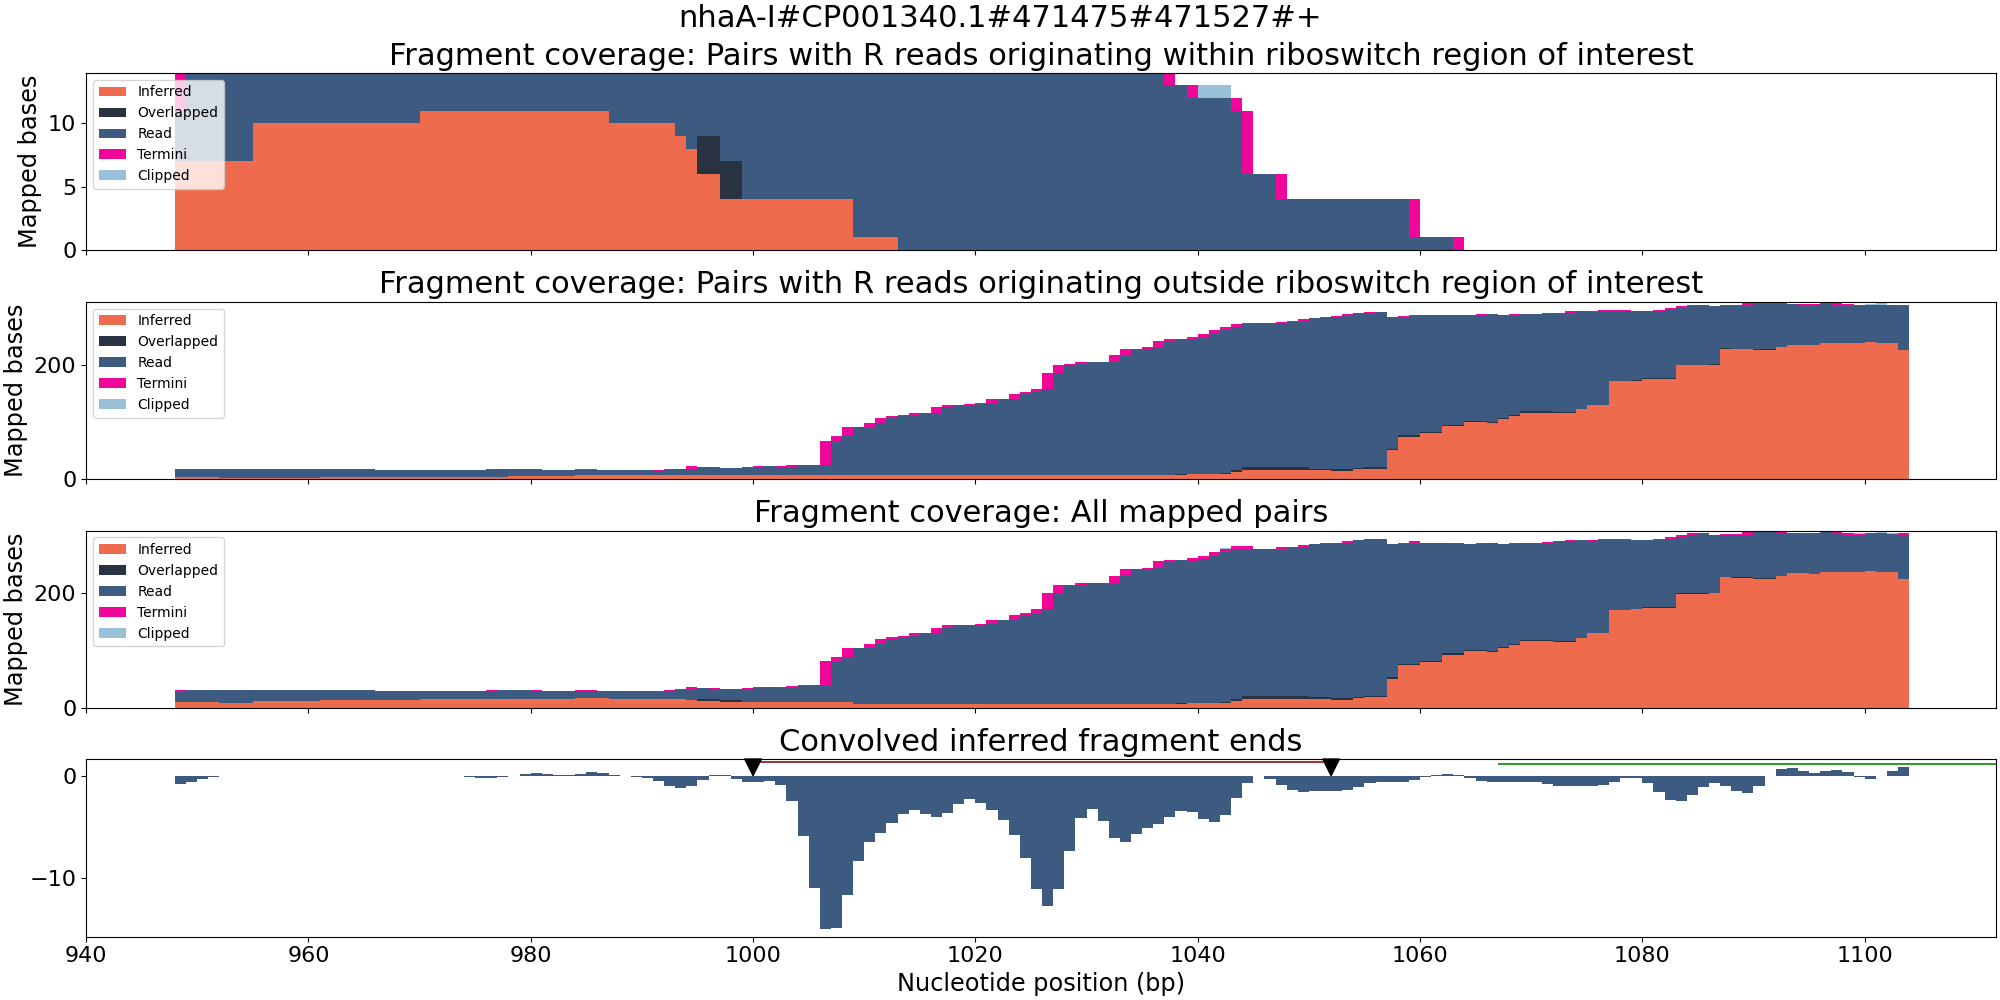 nhaA-I#CP001340.1#471475#471527#+
Fragment coverage: Pairs with R reads originating within riboswitch region of interest
Mapped bases
10
5
0
Inferred
Overlapped
Read
Termini
Clipped
Fragment coverage: Pairs with R reads originating outside riboswitch region of interest
Mapped bases
200
0
Inferred
Overlapped
Read
Termini
Clipped
Fragment coverage: All mapped pairs
Mapped bases
200
0
Inferred
Overlapped
Read
Termini
Clipped
Convolved inferred fragment ends
0
−10
940 960 980 1000 1020 1040 1060 1080 1100
Nucleotide position (bp)